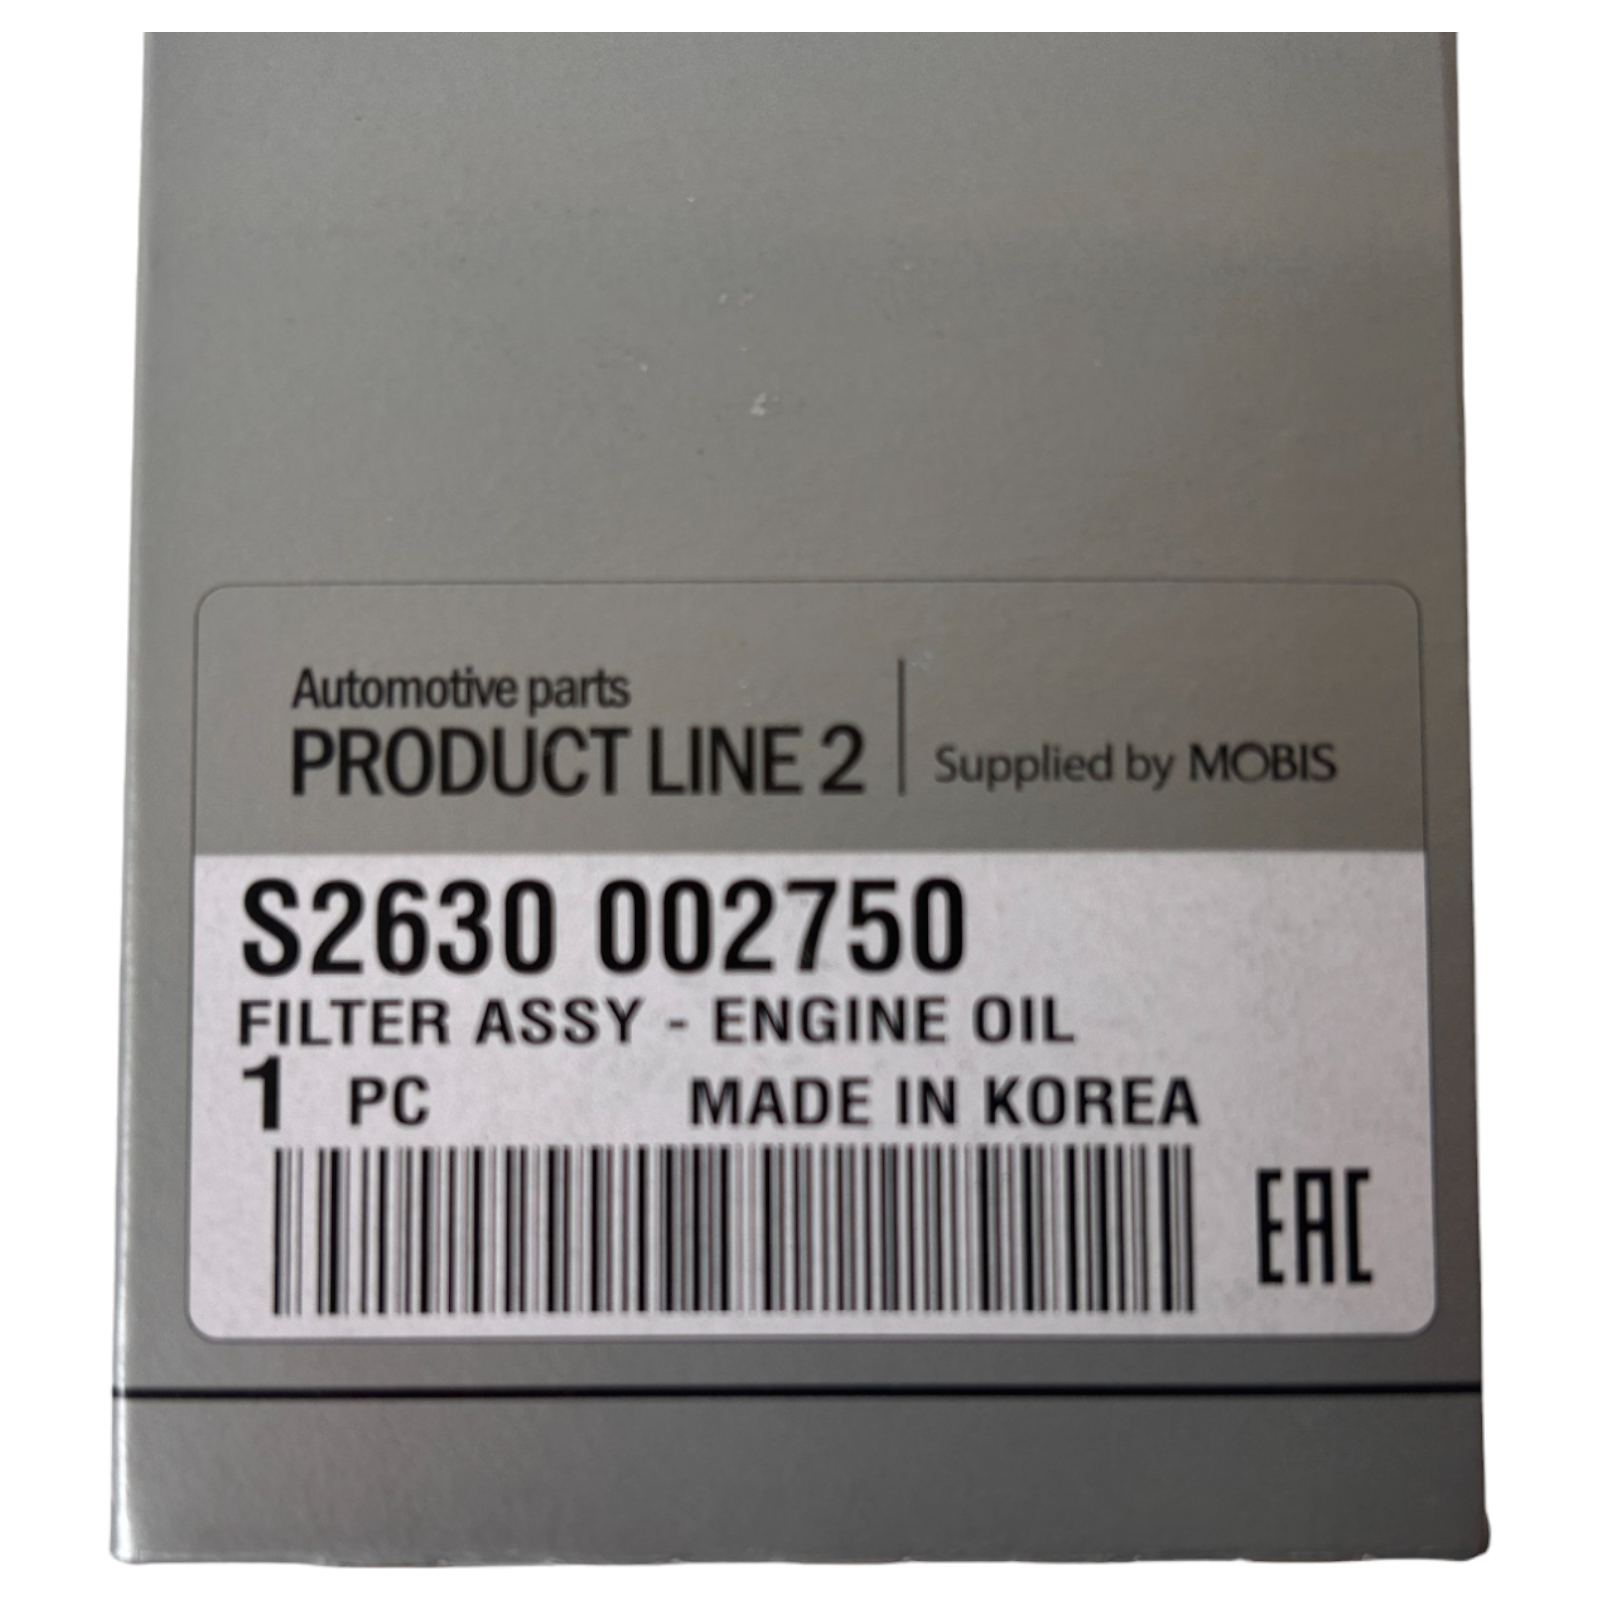 Automotive parts
PRODUCT LINE 2
Supplied by MOBIS
S2630 002750
FILTER ASSY - ENGINE OIL
1 PC MADE IN KOREA
EAC